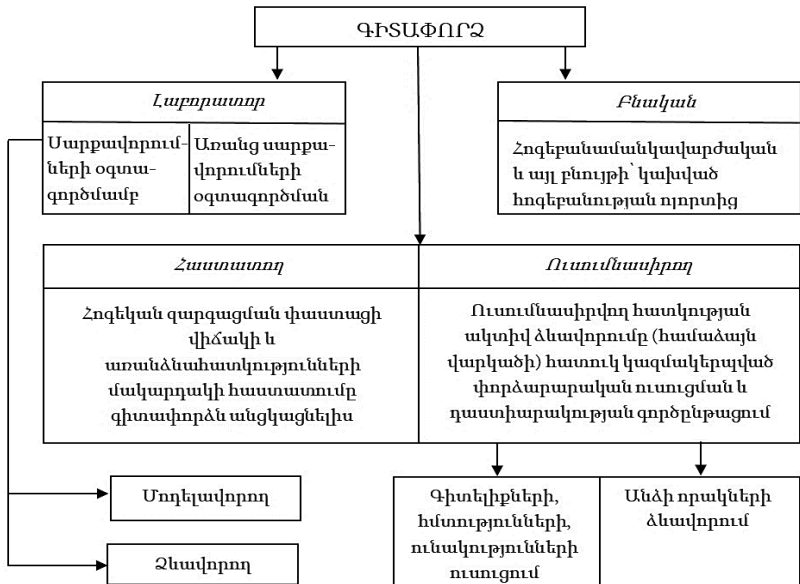 ԳԻՏԱՓՈՐՁ
Լաբորատոր
Սարքավորում-
ների օգտա-
գործմամբ
Առանց սարքա-
վորումների
օգտագործման
Բնական
Հոգեբանամանկավարժական
և այլ բնույթի՝ կախված
հոգեբանության ոլորտից
Հաստատող
Հոգեկան զարգացման փաստացի
վիճակի և
առանձնահատկությունների
մակարդակի հաստատումը
գիտափորձն անցկացնելիս
Ուսումնասիրող
Ուսումնասիրվող հատկության
ակտիվ ձևավորումը (համաձայն
վարկածի) հատուկ կազմակերպված
փորձարարական ուսուցման և
դաստիարակության գործընթացում
Մոդելավորող
Ձևավորող
Գիտելիքների,
հմտությունների,
ունակությունների
ուսուցում
Անձի որակների
ձևավորում